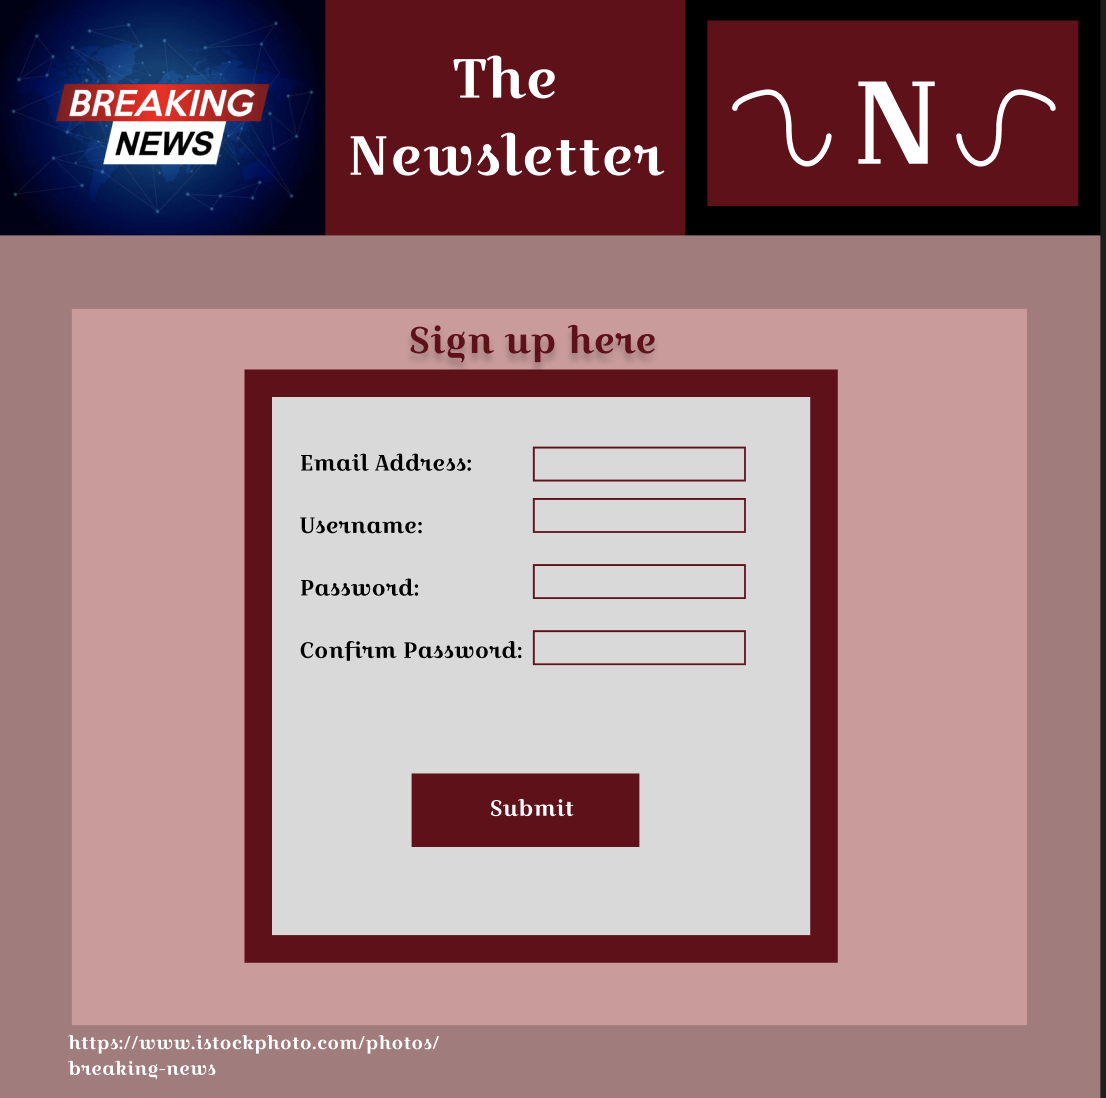 BREAKING
NEWS
The
Newsletter
N
Sign up here
Email Address:
Username:
Password:
Confirm Password:
Submit
https://www.istockphoto.com/photos/
breaking-news